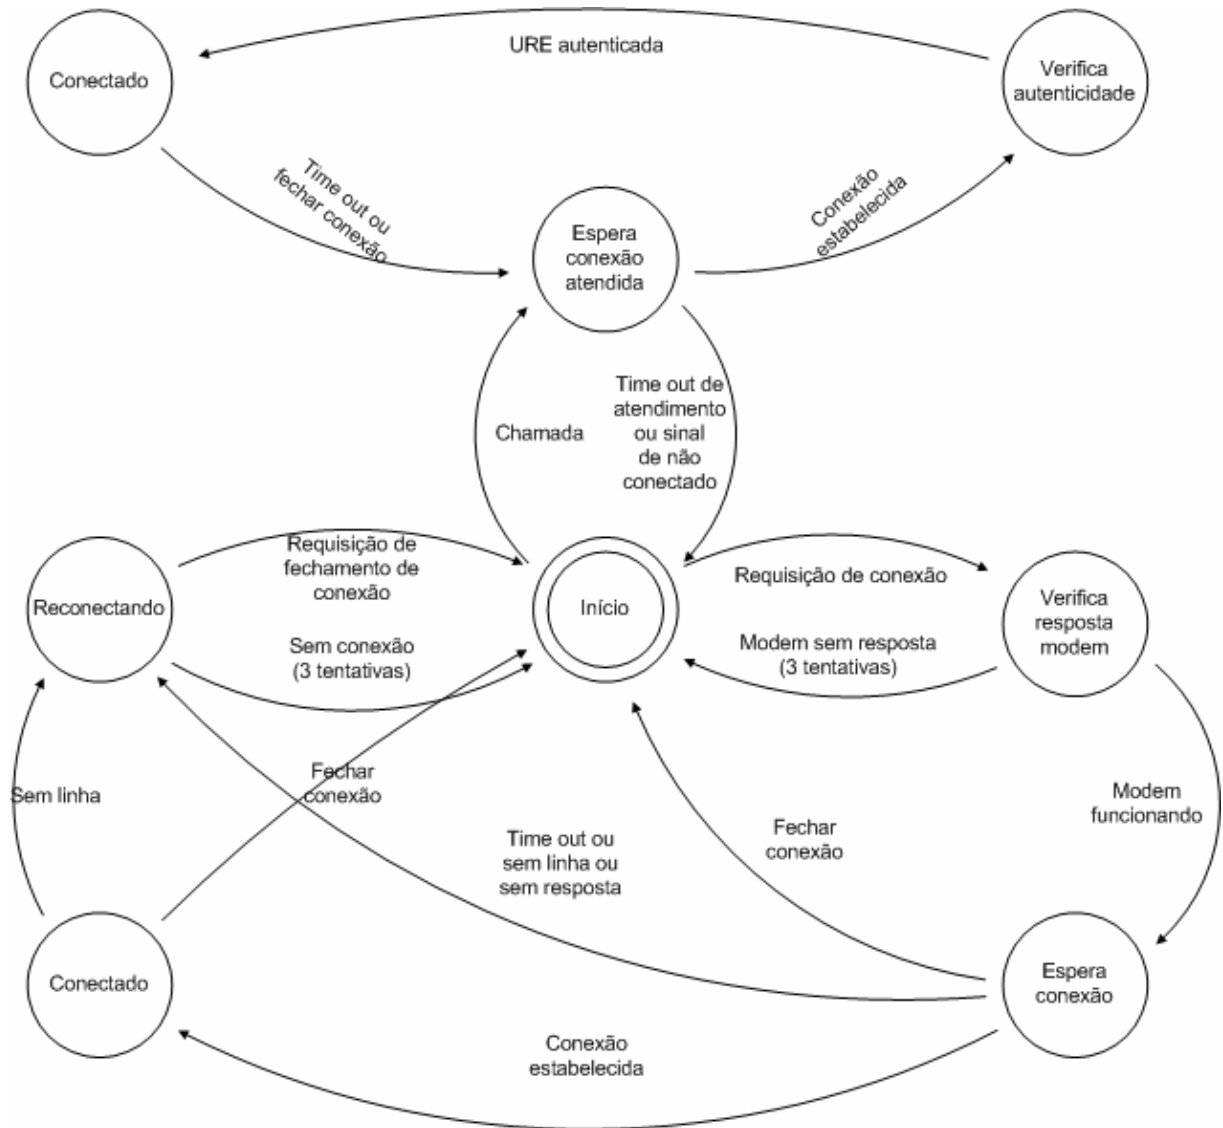 URE autenticada
Conectado
Verifica
autenticidade
Time out ou
fechar conexão
Conexão
estabelecida
Espera
conexão
atendida
Chamada
Time out de
atendimento
ou sinal
de não
conectado
Reconectando
Requisição de
fechamento de
conexão
Sem conexão
(3 tentativas)
Início
Requisição de conexão
Modem sem resposta
(3 tentativas)
Verifica
resposta
modem
Sem linha
Fechar
conexão
Time out ou
sem linha ou
sem resposta
Fechar
conexão
Modem
funcionando
Conectado
Espera
conexão
Conexão
estabelecida